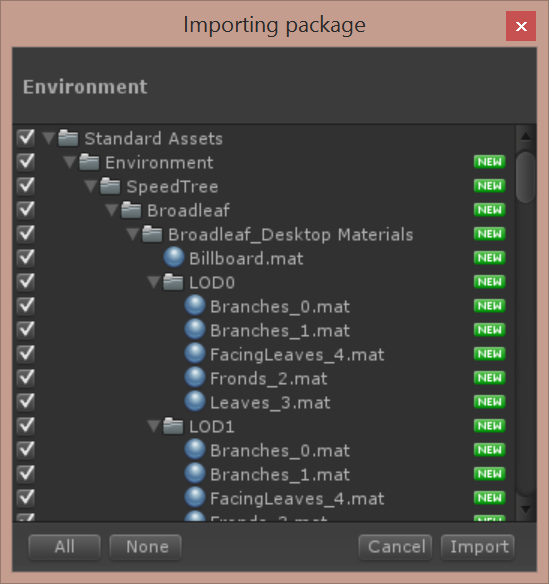 Importing package
Environment
Standard Assets
Environment NEW
SpeedTree NEW
Broadleaf NEW
Broadleaf_Desktop Materials NEW
Billboard.mat NEW
LOD0 NEW
Branches_0.mat NEW
Branches_1.mat NEW
FacingLeaves_4.mat NEW
Fronds_2.mat NEW
Leaves_3.mat NEW
LOD1 NEW
Branches_0.mat NEW
Branches_1.mat NEW
FacingLeaves_4.mat NEW
NEW
All None Cancel Import